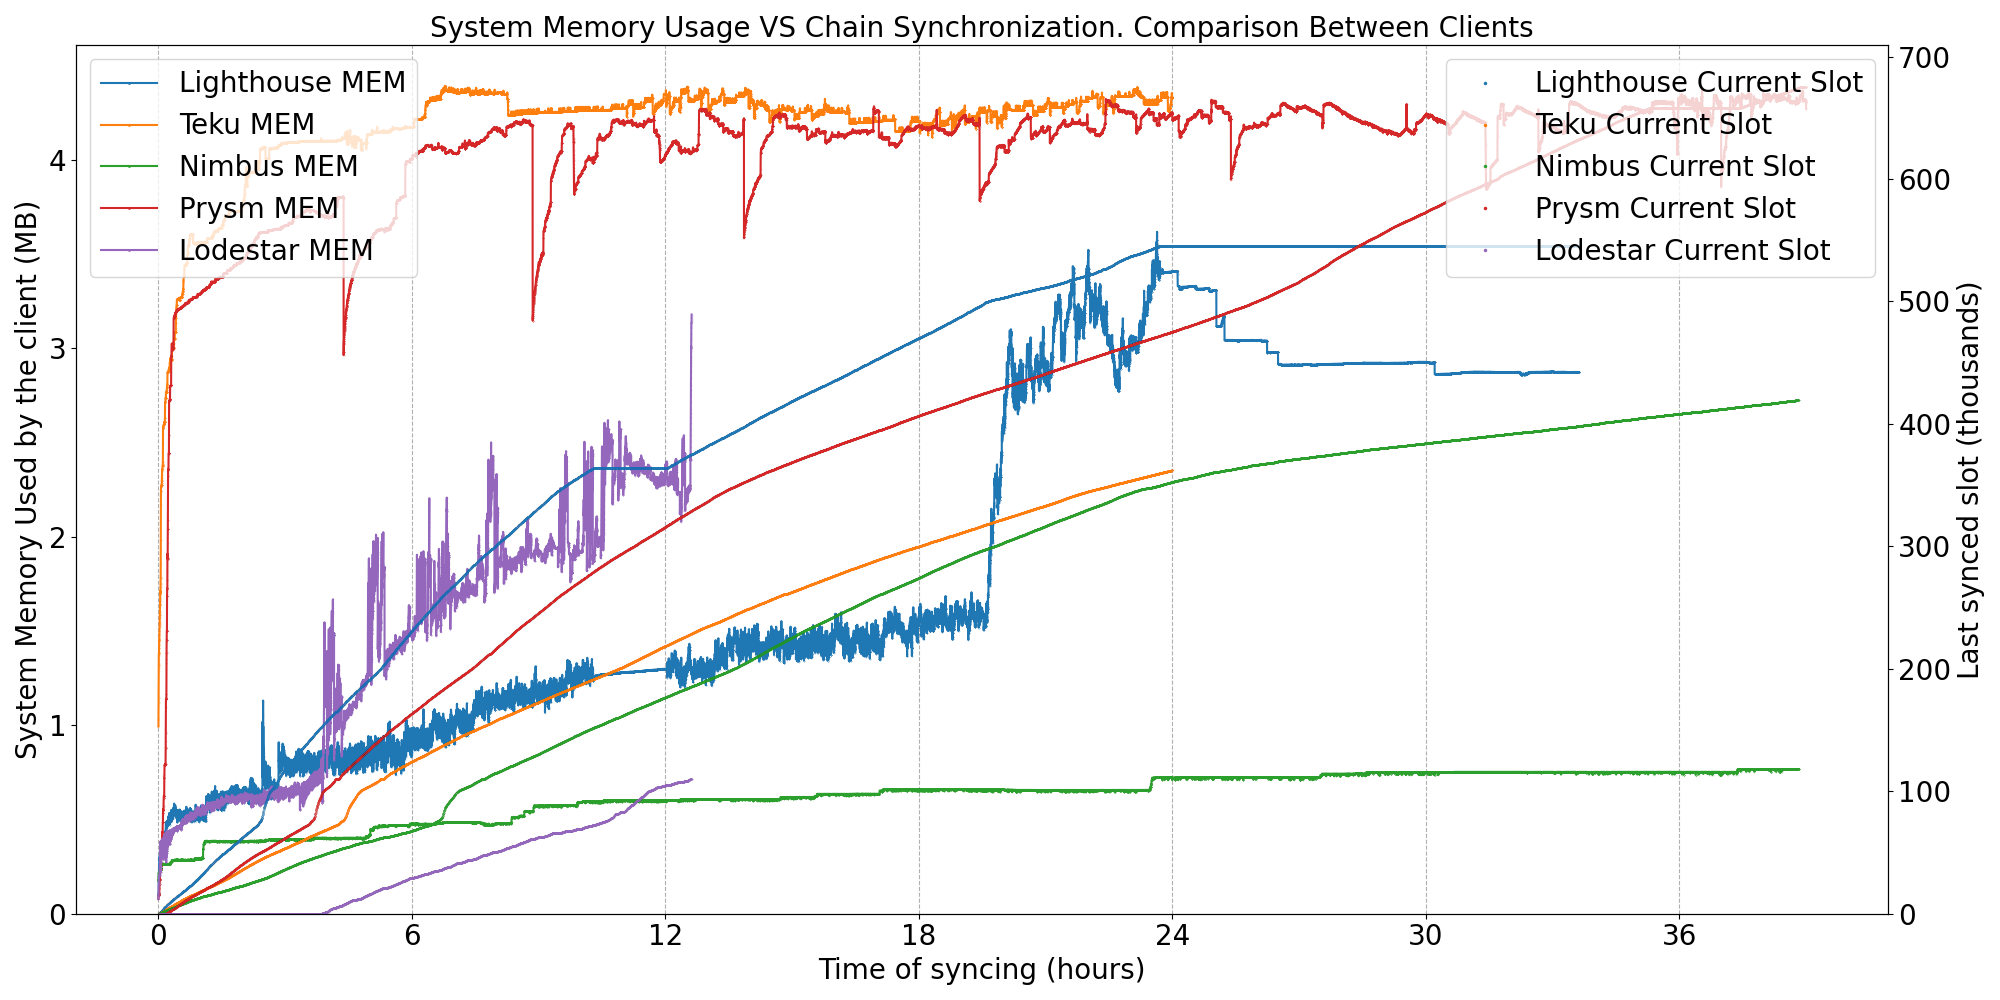 System Memory Usage VS Chain Synchronization. Comparison Between Clients
Lighthouse MEM
Teku MEM
Nimbus MEM
Prysm MEM
Lodestar MEM
Lighthouse Current Slot
Teku Current Slot
Nimbus Current Slot
Prysm Current Slot
Lodestar Current Slot
System Memory Used by the client (MB)
4
3
2
1
0
Last synced slot (thousands)
700
600
500
400
300
200
100
0
0 6 12 18 24 30 36
Time of syncing (hours)